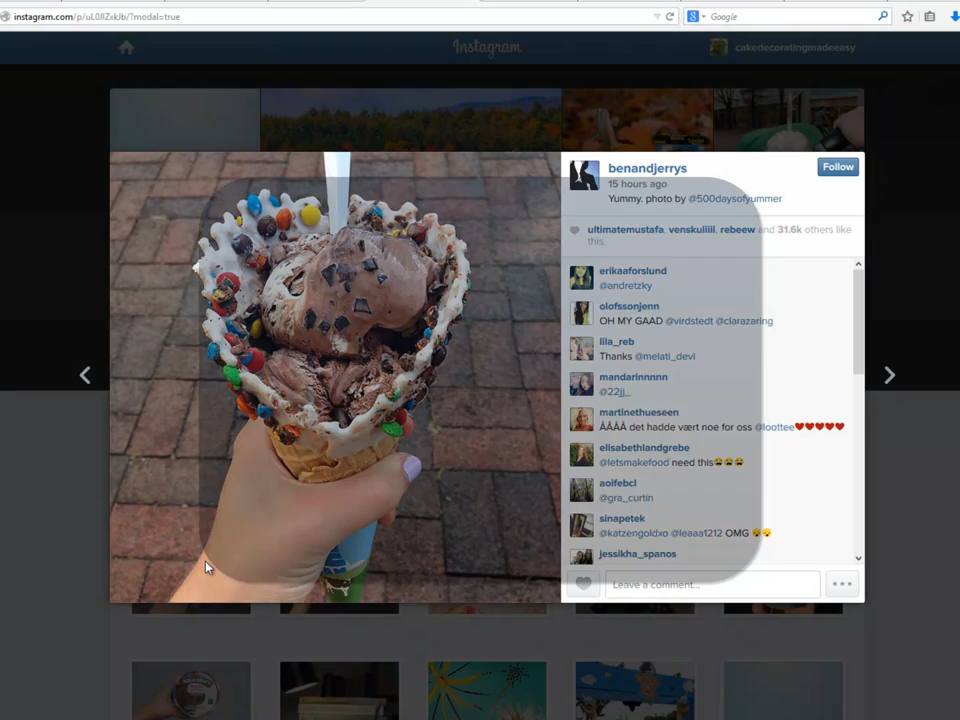 instagram.com/p/uL0JIZxkJb/?modal=true
Google
Instagram
cakedecoratingmadeeasy
benandjerrys
Follow
15 hours ago
Yummy. photo by @500daysofyummer
ultimatemustafa, venskuliiil, rebeew and 31.6k others like
this.
erikaaforslund
@andretzky
olofssonjenn
OH MY GAAD @virdstedt @clarazaring
lila_reb
Thanks @melati_devi
mandarinnnnn
@22jj_
martinethueseen
ÅÅÅÅ det hadde vært noe for oss @loottee❤❤❤❤❤
elisabethlandgrebe
@letsmakefood need this😫😫😫
aoifebcl
@gra_curtin
sinapetek
@katzengoldxo @leaaa1212 OMG 😵😵
jessikha_spanos
Leave a comment...